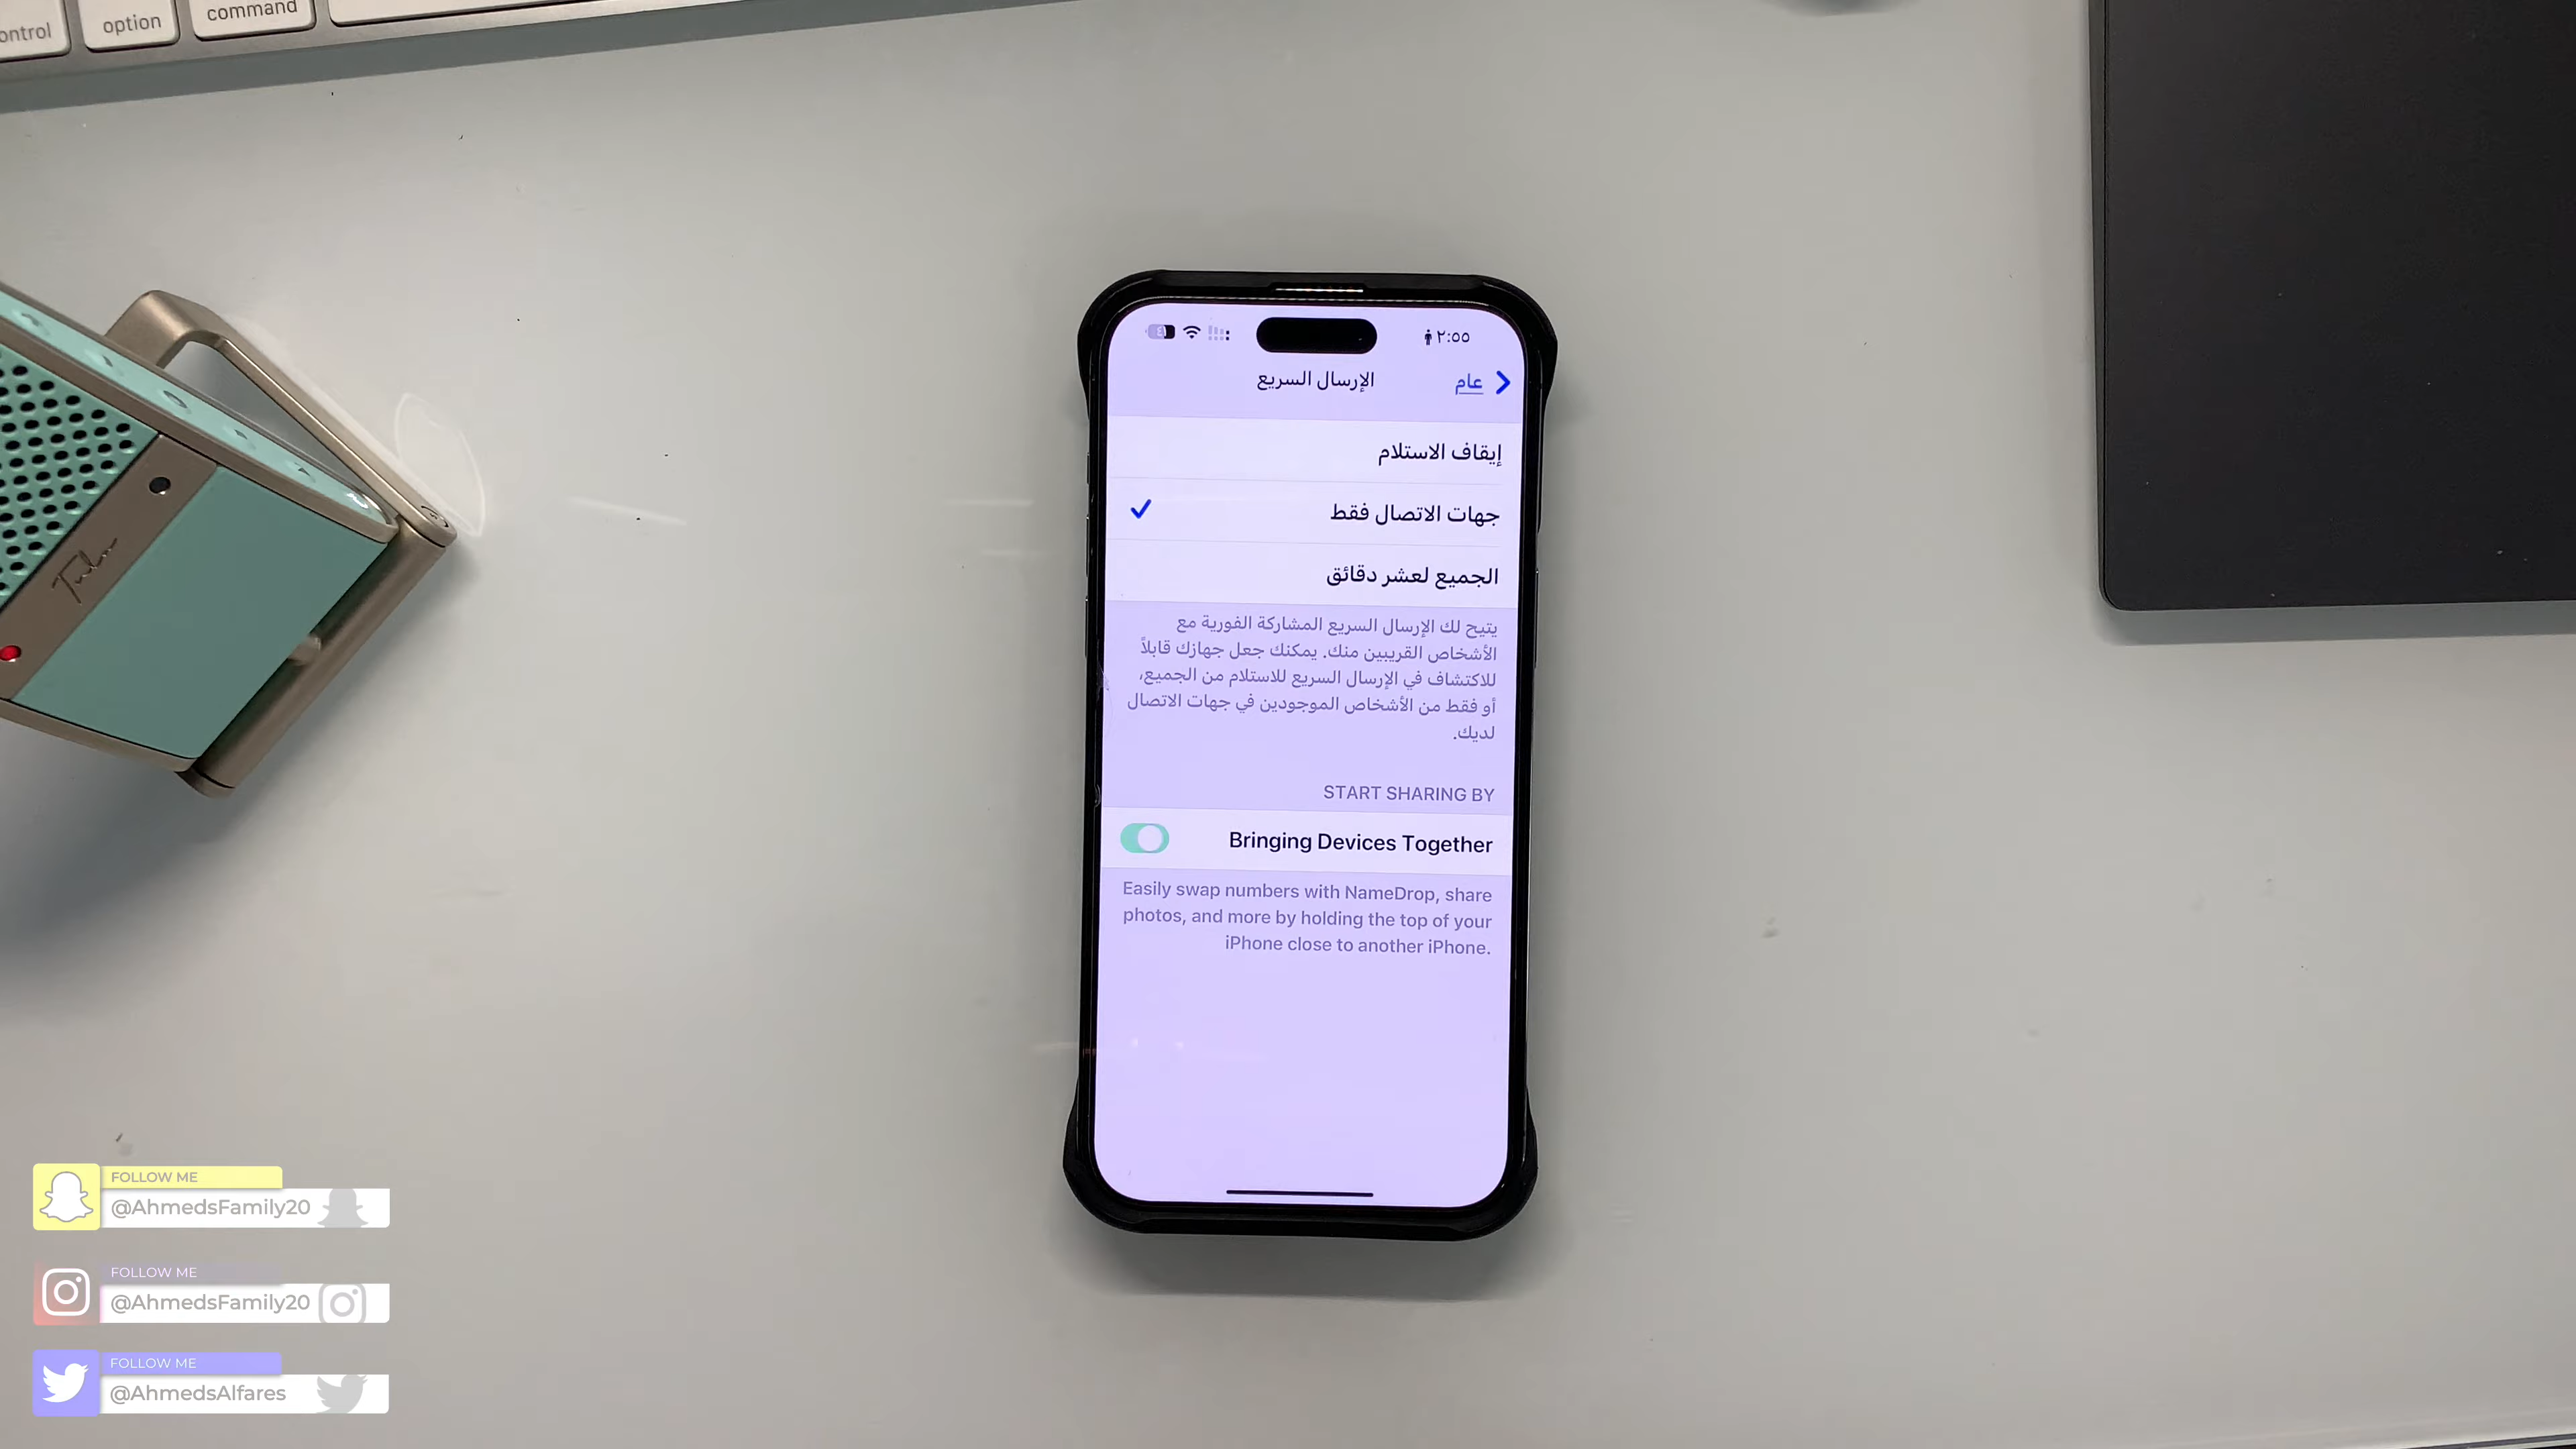 option
command
٢:٥٥
عام
الإرسال السريع
إيقاف الاستلام
جهات الاتصال فقط
الجميع لعشر دقائق
يتيح لك الإرسال السريع المشاركة الفورية مع
الأشخاص القريبين منك. يمكنك جعل جهازك قابلاً
للاكتشاف في الإرسال السريع للاستلام من الجميع،
أو فقط من الأشخاص الموجودين في جهات الاتصال
لديك.
START SHARING BY
Bringing Devices Together
Easily swap numbers with NameDrop, share
photos, and more by holding the top of your
iPhone close to another iPhone.
FOLLOW ME
@AhmedsFamily20
FOLLOW ME
@AhmedsFamily20
FOLLOW ME
@AhmedsAlfares